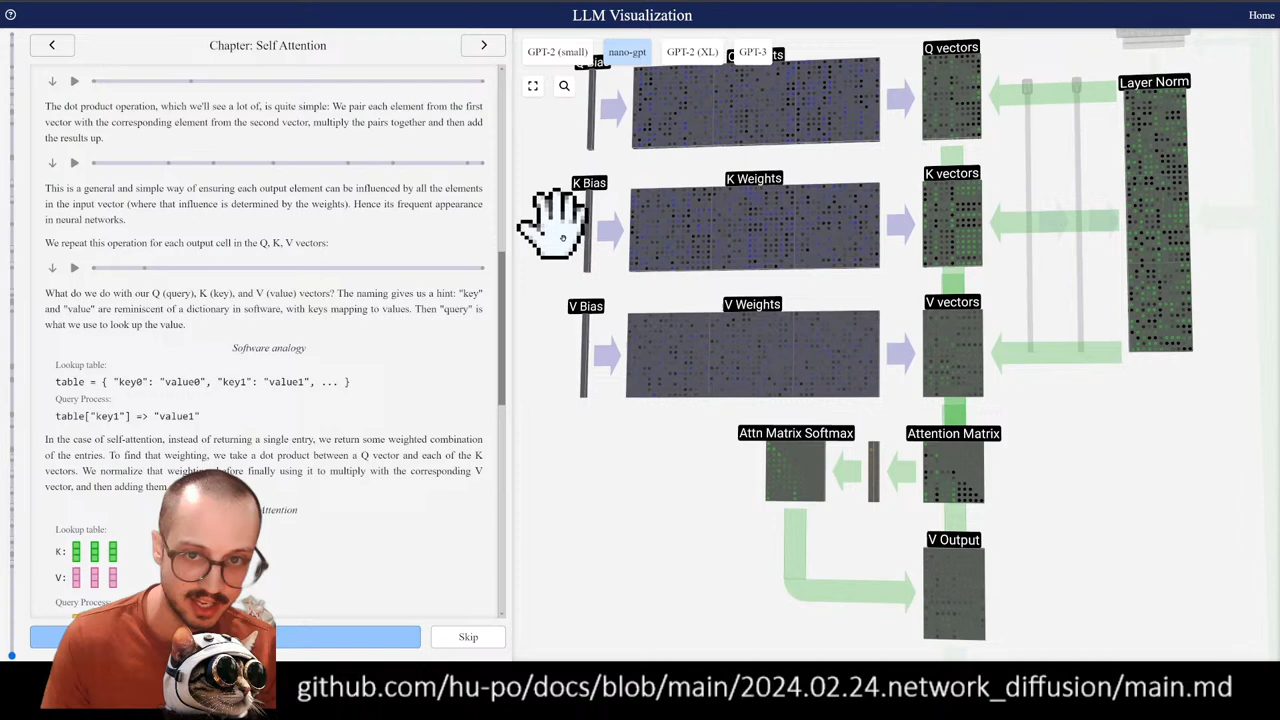 LLM Visualization
Home
Chapter: Self Attention
GPT-2 (small)
nano-gpt
GPT-2 (XL)
GPT-3
The dot product operation, which we'll see a lot of, is quite simple: We pair each element from the first
vector with the corresponding element from the second vector, multiply the pairs together and then add
the results up.
This is a general and simple way of ensuring each output element can be influenced by all the elements
in the input vector (where that influence is determined by the weights). Hence its frequent appearance
in neural networks.
We repeat this operation for each output cell in the Q, K, V vectors:
What do we do with our Q (query), K (key), and V (value) vectors? The naming gives us a hint: "key"
and "value" are reminiscent of a dictionary in software, with keys mapping to values. Then "query" is
what we use to look up the value.
Software analogy
Lookup table:
table = { "key0": "value0", "key1": "value1", ... }
Query Process:
table["key1"] => "value1"
In the case of self-attention, instead of returning a single entry, we return some weighted combination
of the entries. To find that weighting, we take a dot product between a Q vector and each of the K
vectors. We normalize that weighting, before finally using it to multiply with the corresponding V
vector, and then adding them
Attention
Lookup table:
K:
V:
Query Process:
Skip
Q vectors
Layer Norm
K Bias
K Weights
K vectors
V Bias
V Weights
V vectors
Attn Matrix Softmax
Attention Matrix
V Output
github.com/hu-po/docs/blob/main/2024.02.24.network_diffusion/main.md